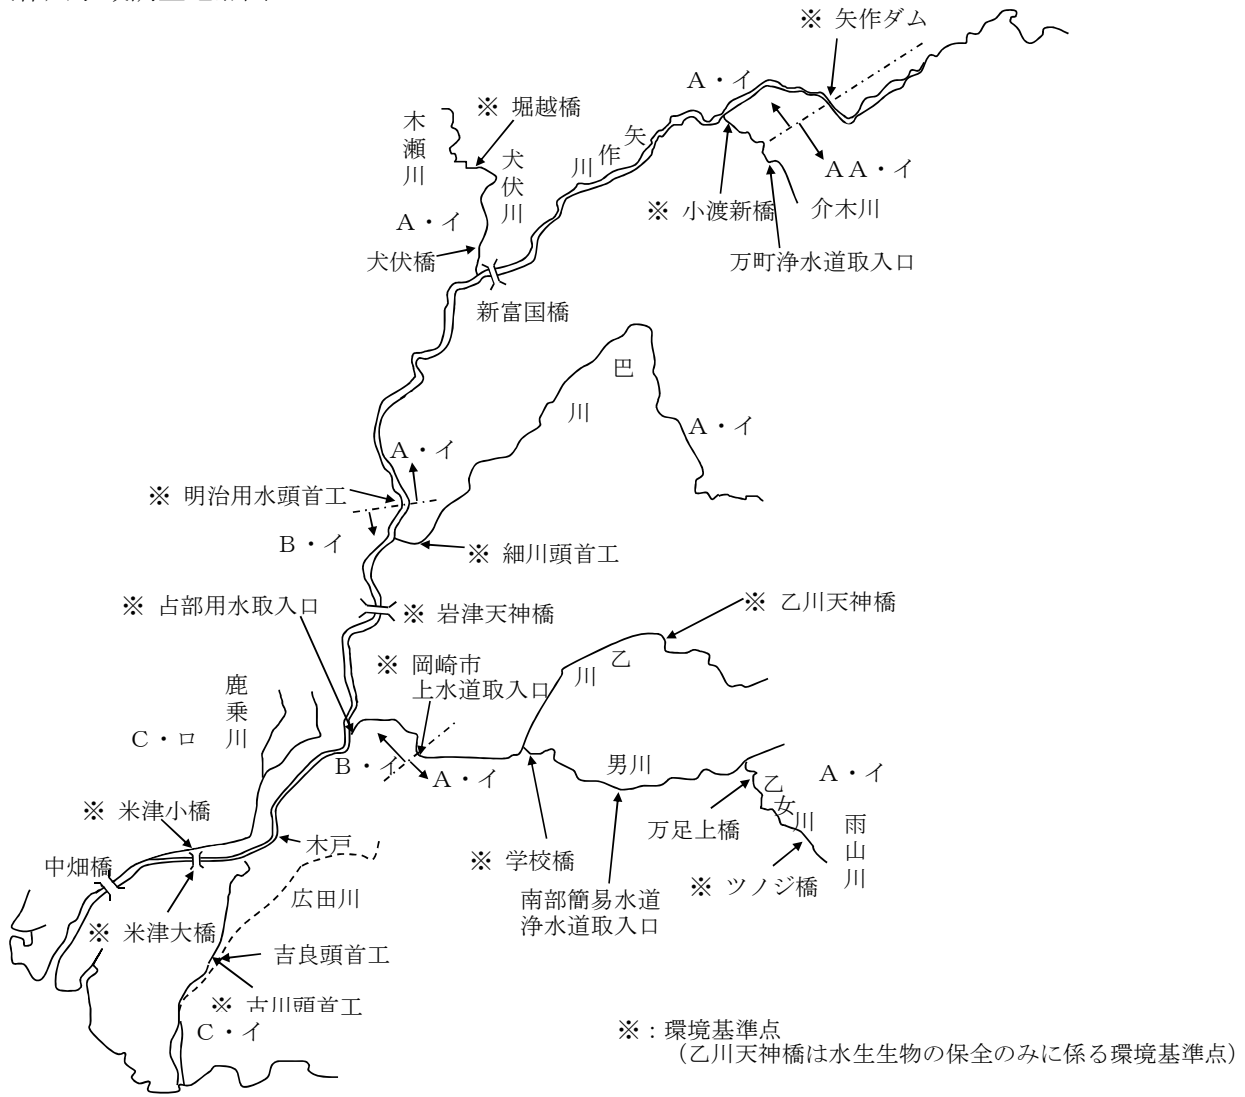 ※ 矢作ダム
A・イ
※ 堀越橋
木瀬川
犬伏川
矢作川
AA・イ
A・イ
※ 小渡新橋
介木川
犬伏橋
万町浄水道取入口
新富国橋
巴川
A・イ
A・イ
※ 明治用水頭首工
B・イ
※ 細川頭首工
※ 占部用水取入口
※ 岩津天神橋
※ 乙川天神橋
※ 岡崎市
上水道取入口
乙川
鹿乗川
C・ロ
B・イ
A・イ
男川
A・イ
乙女川
※ 米津小橋
万足上橋
雨山川
木戸
中畑橋
※ 学校橋
※ ツノジ橋
広田川
南部簡易水道
浄水道取入口
※ 米津大橋
吉良頭首工
※ 古川頭首工
C・イ
※：環境基準点
（乙川天神橋は水生生物の保全のみに係る環境基準点）